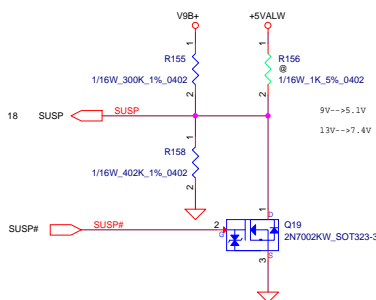 V9B+
+5VALW
1
1
R155
1/16W_300K_1%_0402
2
R156
@
1/16W_1K_5%_0402
2
9V-->5.1V
13V-->7.4V
18
SUSP
SUSP
1
R158
1/16W_402K_1%_0402
2
SUSP#
SUSP#
2
G
1
D
Q19
2N7002KW_SOT323-3
S
3